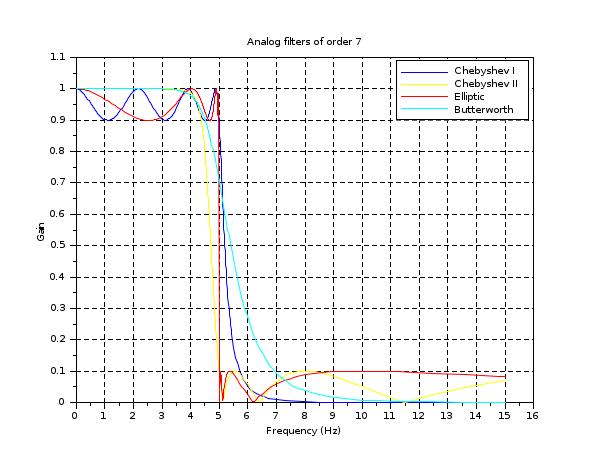 Analog filters of order 7
1.1
1
0.9
0.8
0.7
0.6
0.5
0.4
0.3
0.2
0.1
0
Gain
Chebyshev I
Chebyshev II
Elliptic
Butterworth
0 1 2 3 4 5 6 7 8 9 10 11 12 13 14 15 16
Frequency (Hz)